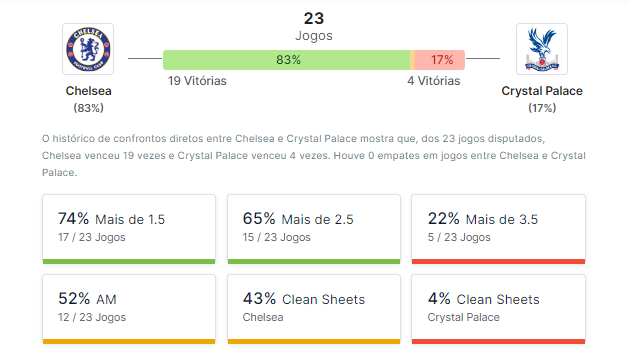 23
Jogos
CHELSEA
FOOTBALL CLUB
83%
17%
19 Vitórias
4 Vitórias
Chelsea
(83%)
Crystal Palace
(17%)
O histórico de confrontos diretos entre Chelsea e Crystal Palace mostra que, dos 23 jogos disputados,
Chelsea venceu 19 vezes e Crystal Palace venceu 4 vezes. Houve 0 empates em jogos entre Chelsea e Crystal
Palace.
74% Mais de 1.5
17 / 23 Jogos
65% Mais de 2.5
15 / 23 Jogos
22% Mais de 3.5
5 / 23 Jogos
52% AM
12 / 23 Jogos
43% Clean Sheets
Chelsea
4% Clean Sheets
Crystal Palace